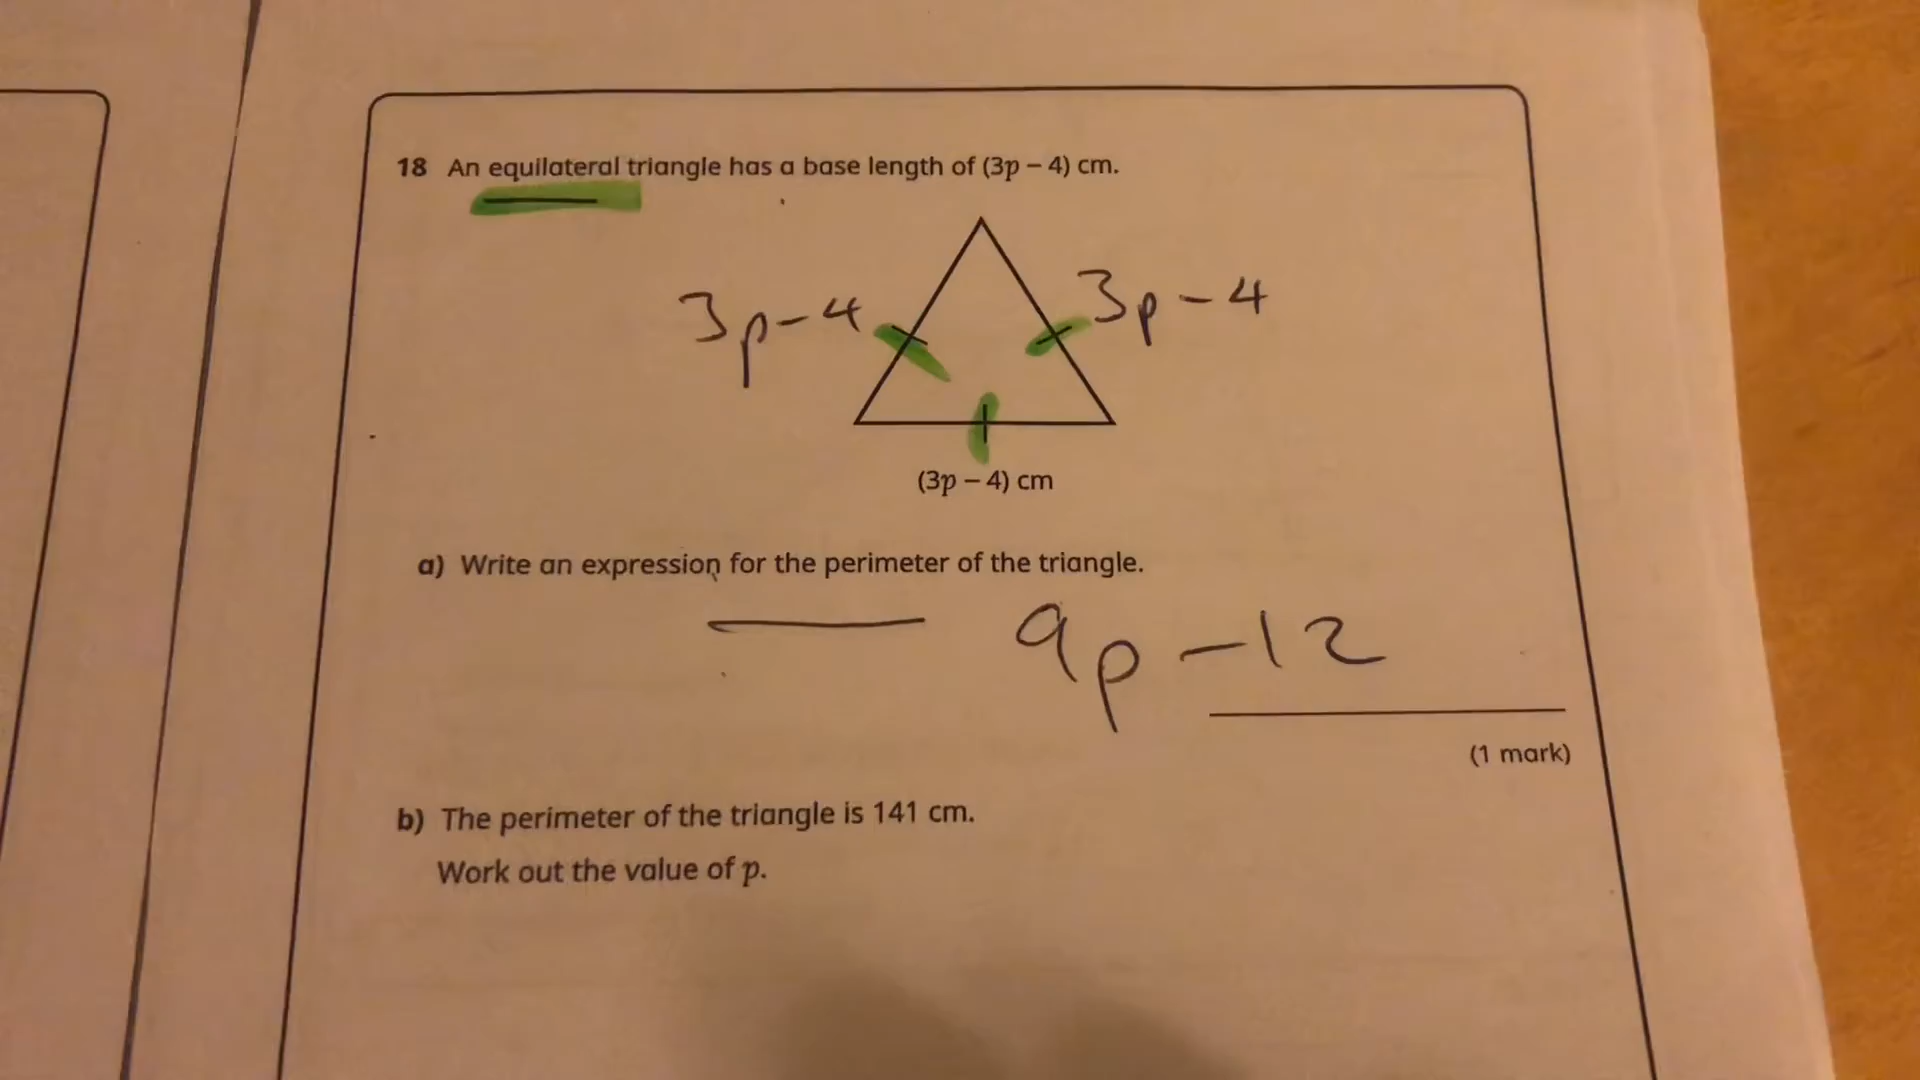 18 An equilateral triangle has a base length of (3p – 4) cm.
3p-4
3p-4
(3p – 4) cm
a) Write an expression for the perimeter of the triangle.
9p-12
(1 mark)
b) The perimeter of the triangle is 141 cm.
Work out the value of p.